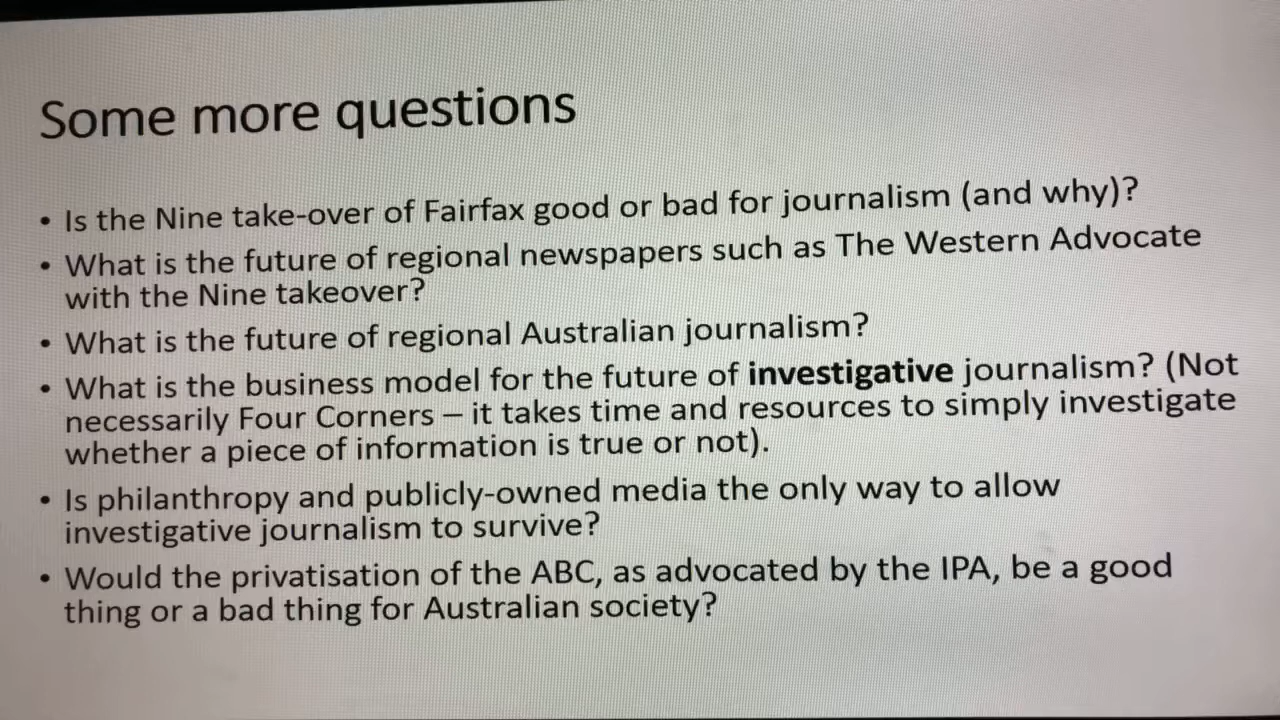 Some more questions
• Is the Nine take-over of Fairfax good or bad for journalism (and why)?
• What is the future of regional newspapers such as The Western Advocate
with the Nine takeover?
• What is the future of regional Australian journalism?
• What is the business model for the future of investigative journalism? (Not
necessarily Four Corners – it takes time and resources to simply investigate
whether a piece of information is true or not).
• Is philanthropy and publicly-owned media the only way to allow
investigative journalism to survive?
• Would the privatisation of the ABC, as advocated by the IPA, be a good
thing or a bad thing for Australian society?